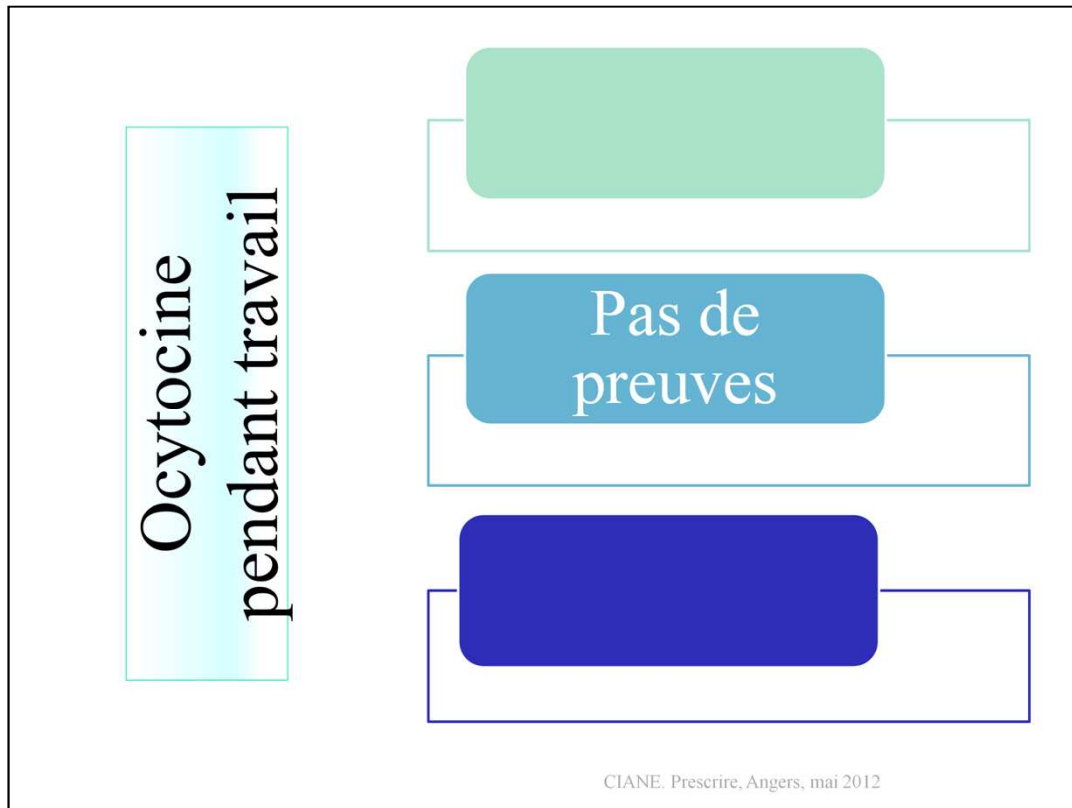 Ocytocine
pendant travail
Pas de
preuves
CIANE. Prescrire, Angers, mai 2012